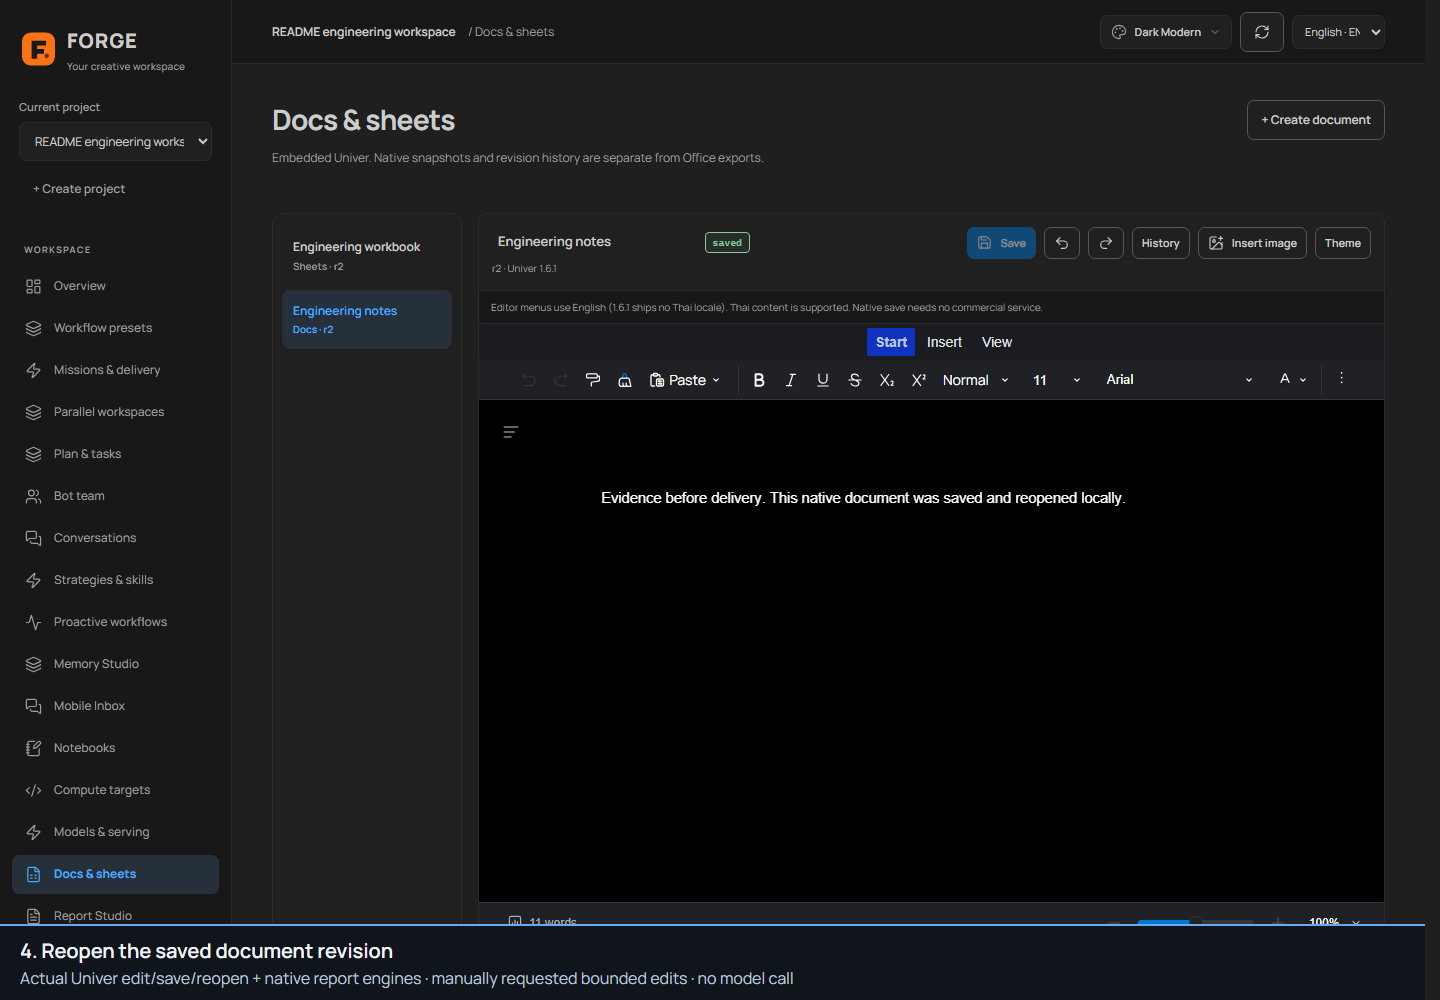 FORGE
Your creative workspace
Current project
README engineering works
+ Create project
WORKSPACE
Overview
Workflow presets
Missions & delivery
Parallel workspaces
Plan & tasks
Bot team
Conversations
Strategies & skills
Proactive workflows
Memory Studio
Mobile Inbox
Notebooks
Compute targets
Models & serving
Docs & sheets
Report Studio
README engineering workspace / Docs & sheets
Dark Modern
English · EN
Docs & sheets
+ Create document
Embedded Univer. Native snapshots and revision history are separate from Office exports.
Engineering workbook
Sheets · r2
Engineering notes
Docs · r2
Engineering notes
saved
Save
History
Insert image
Theme
r2 · Univer 1.6.1
Editor menus use English (1.6.1 ships no Thai locale). Thai content is supported. Native save needs no commercial service.
Start Insert View
Paste B I U S X₂ X² Normal 11 Arial A
Evidence before delivery. This native document was saved and reopened locally.
11 words
100%
4. Reopen the saved document revision
Actual Univer edit/save/reopen + native report engines · manually requested bounded edits · no model call